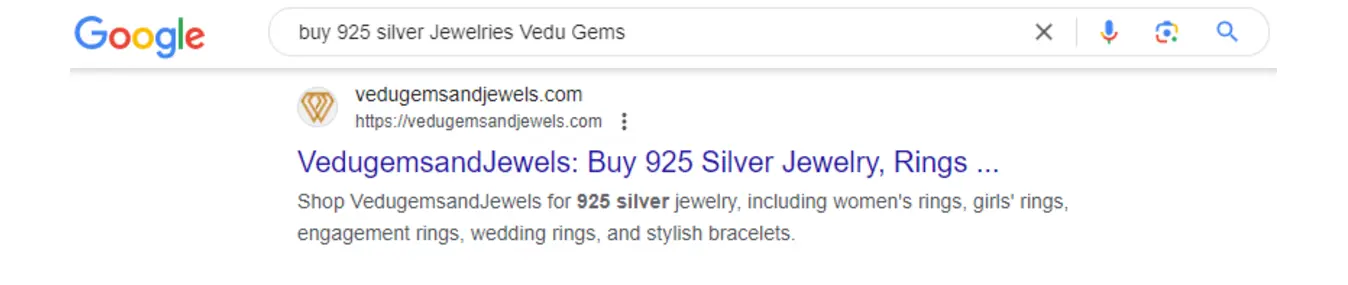 Google
buy 925 silver Jewelries Vedu Gems
vedugemsandjewels.com
https://vedugemsandjewels.com
VedugemsandJewels: Buy 925 Silver Jewelry, Rings ...
Shop VedugemsandJewels for 925 silver jewelry, including women's rings, girls' rings,
engagement rings, wedding rings, and stylish bracelets.